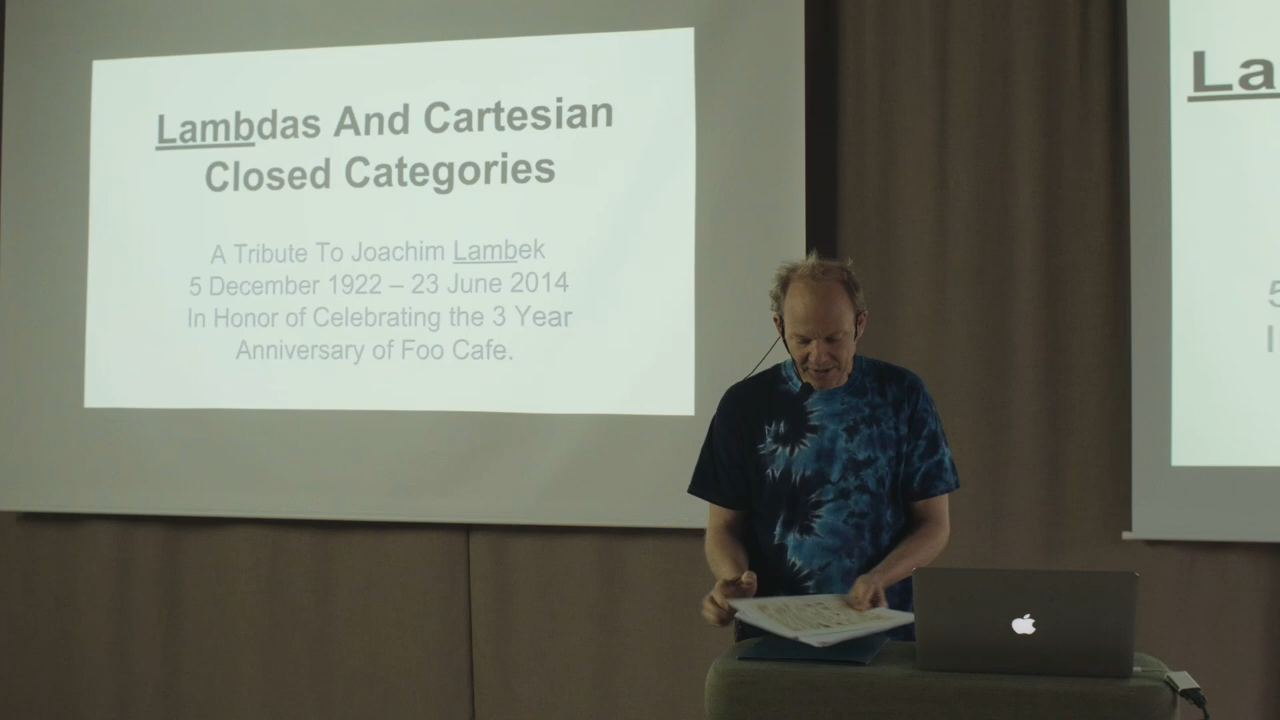 Lambdas And Cartesian
Closed Categories
A Tribute To Joachim Lambek
5 December 1922 – 23 June 2014
In Honor of Celebrating the 3 Year
Anniversary of Foo Cafe.
La
5
I